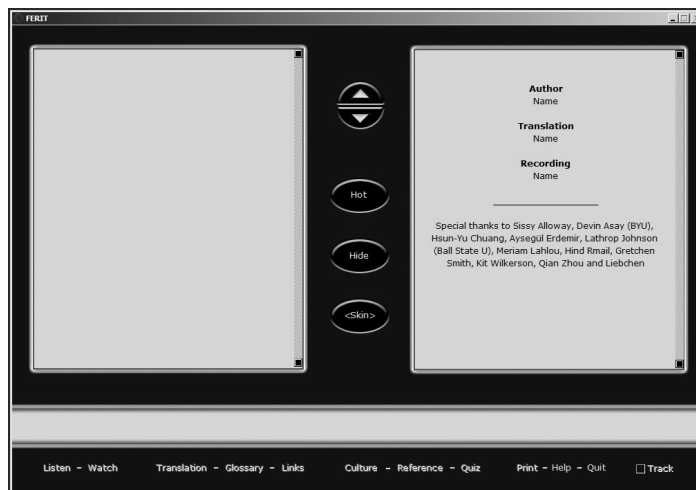 FERIT
Author
Name
Translation
Name
Recording
Name
Special thanks to Sissy Alloway, Devin Asay (BYU),
Hsun-Yu Chuang, Aysegül Erdemir, Lathrop Johnson
(Ball State U), Meriam Lahlou, Hind Rmail, Gretchen
Smith, Kit Wilkerson, Qian Zhou and Liebchen
Hot
Hide
<Skin>
Listen – Watch Translation – Glossary – Links Culture – Reference – Quiz Print – Help – Quit Track